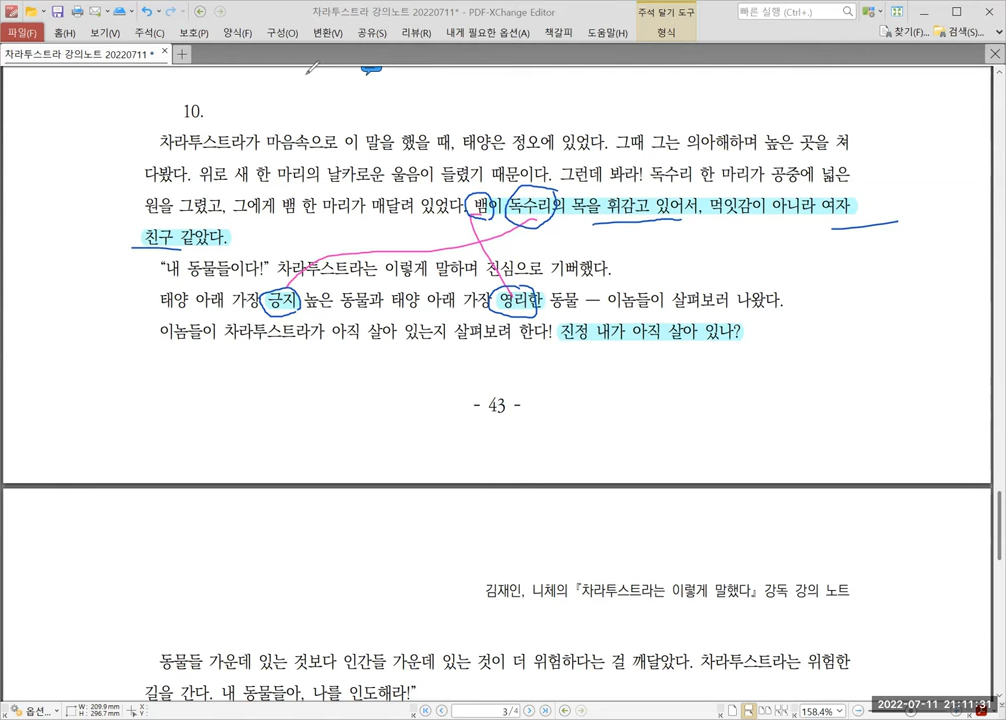 차라투스트라 강의노트 20220711* - PDF-XChange Editor
주석 달기 도구
빠른 실행 (Ctrl+.)
파일(F) 홈(H) 보기(V) 주석(C) 보호(P) 양식(F) 구성(O) 변환(V) 공유(S) 리뷰(R) 내게 필요한 옵션(A) 책갈피 도움말(H) 형식 찾기(F)... 검색(S)...
차라투스트라 강의노트 20220711 *
10.
차라투스트라가 마음속으로 이 말을 했을 때, 태양은 정오에 있었다. 그때 그는 의아해하며 높은 곳을 쳐
다봤다. 위로 새 한 마리의 날카로운 울음이 들렸기 때문이다. 그런데 봐라! 독수리 한 마리가 공중에 넓은
원을 그렸고, 그에게 뱀 한 마리가 매달려 있었다. 뱀이 독수리의 목을 휘감고 있어서, 먹잇감이 아니라 여자
친구 같았다.
“내 동물들이다!” 차라투스트라는 이렇게 말하며 진심으로 기뻐했다.
태양 아래 가장 긍지 높은 동물과 태양 아래 가장 영리한 동물 — 이놈들이 살펴보러 나왔다.
이놈들이 차라투스트라가 아직 살아 있는지 살펴보려 한다! 진정 내가 아직 살아 있나?
- 43 -
김재인, 니체의 『차라투스트라는 이렇게 말했다』 강독 강의 노트
동물들 가운데 있는 것보다 인간들 가운데 있는 것이 더 위험하다는 걸 깨달았다. 차라투스트라는 위험한
길을 간다. 내 동물들아, 나를 인도해라!”
옵션... W: 209.9mm H: 296.7mm X: Y: 3/4 158.4%
2022-07-11 21:11:31